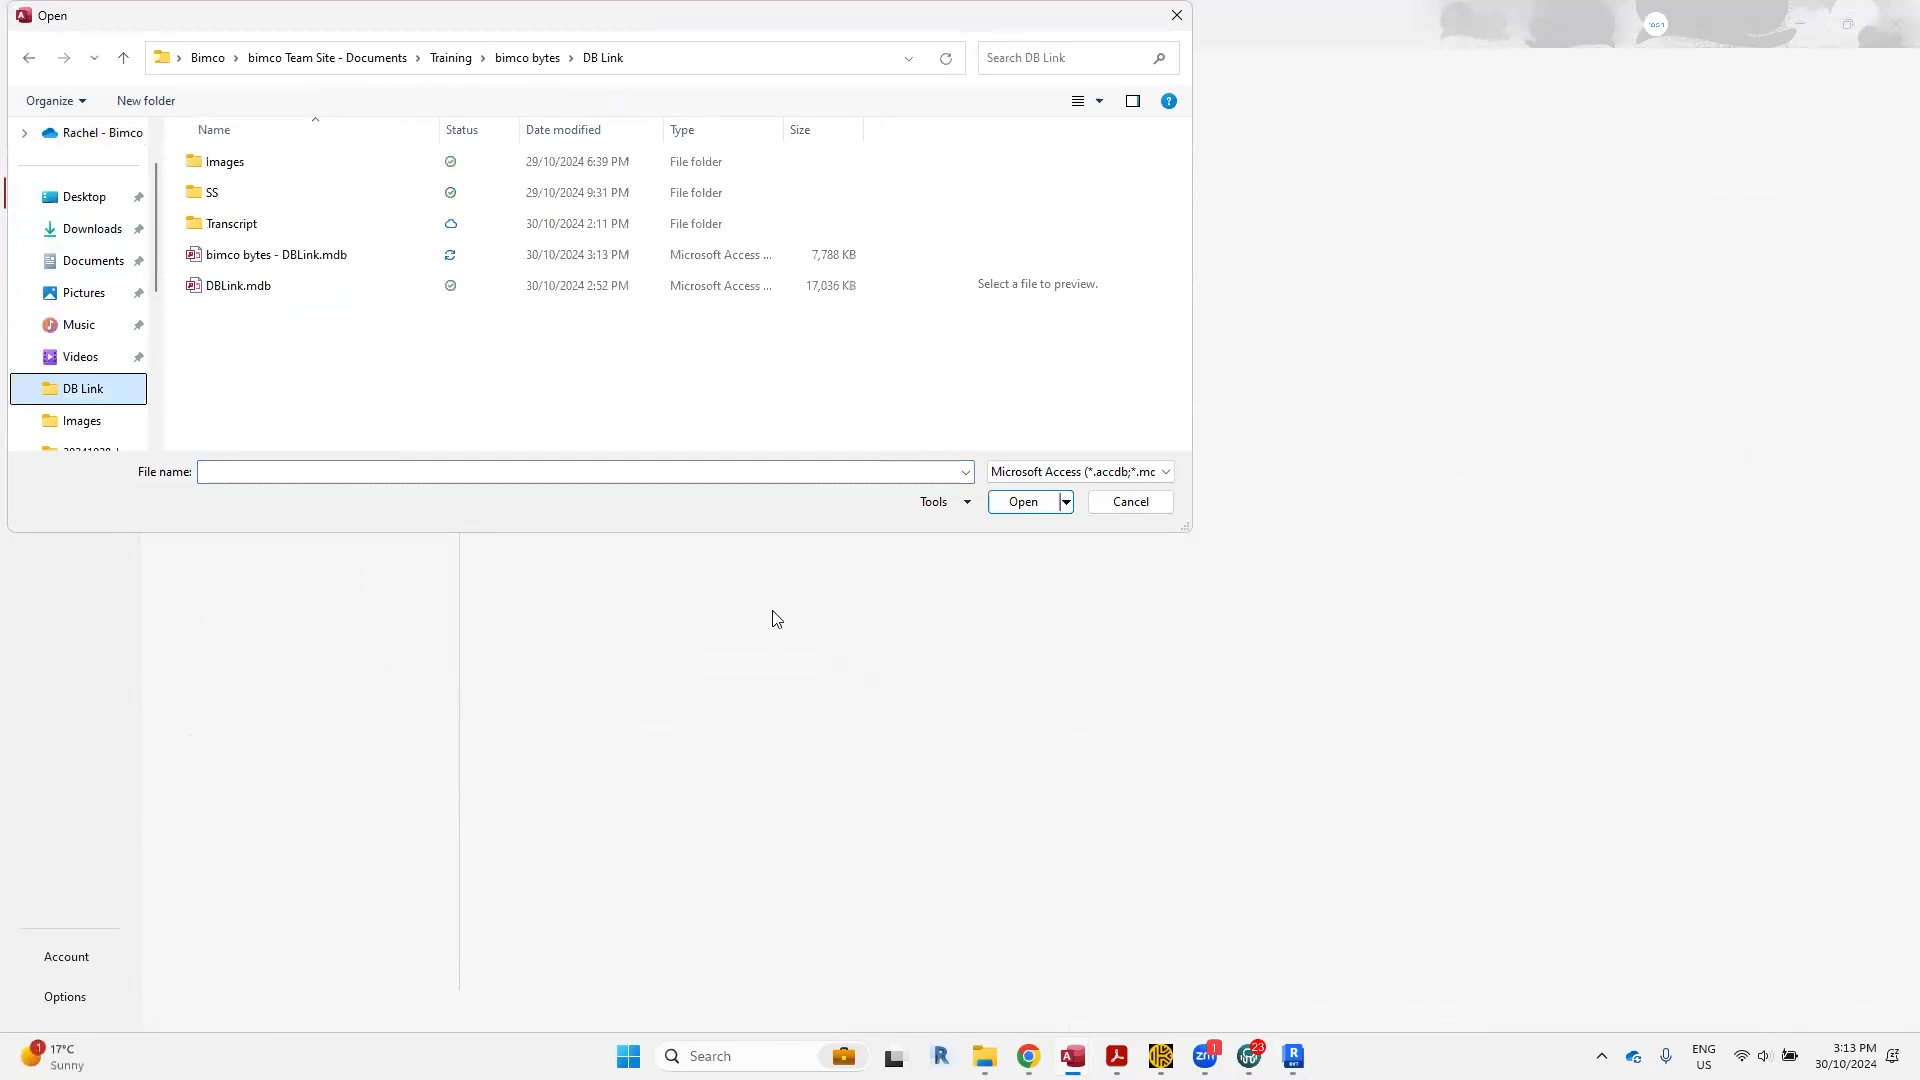 Open
Bimco > bimco Team Site - Documents > Training > bimco bytes > DB Link
Search DB Link
Organize
New folder
Rachel - Bimco
Desktop
Downloads
Documents
Pictures
Music
Videos
DB Link
Images
Name Status Date modified Type Size
Images 29/10/2024 6:39 PM File folder
SS 29/10/2024 9:31 PM File folder
Transcript 30/10/2024 2:11 PM File folder
bimco bytes - DBLink.mdb 30/10/2024 3:13 PM Microsoft Access ... 7,788 KB
DBLink.mdb 30/10/2024 2:52 PM Microsoft Access ... 17,036 KB
Select a file to preview.
File name:
Microsoft Access (*.accdb;*.mc
Tools
Open
Cancel
Account
Options
1
17°C
Sunny
Search
R
A
zm
1
23
R
RVT
ENG
US
3:13 PM
30/10/2024